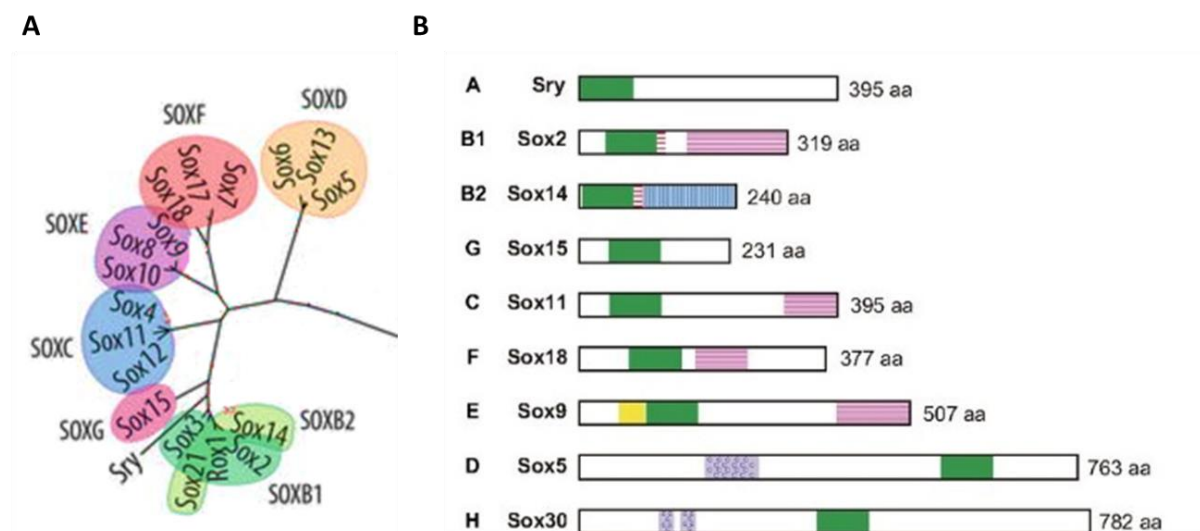 A
B
SOXF
SOXD
Sox17
Sox7
Sox18
Sox6
Sox13
Sox5
SOXE
Sox9
Sox8
Sox10
Sox4
SOXC
Sox11
Sox12
SOXG
Sox15
Sry
Sox3
Sox14
SOXB2
Rox1
Sox2
Sox21
SOXB1
A Sry 395 aa
B1 Sox2 319 aa
B2 Sox14 240 aa
G Sox15 231 aa
C Sox11 395 aa
F Sox18 377 aa
E Sox9 507 aa
D Sox5 763 aa
H Sox30 782 aa